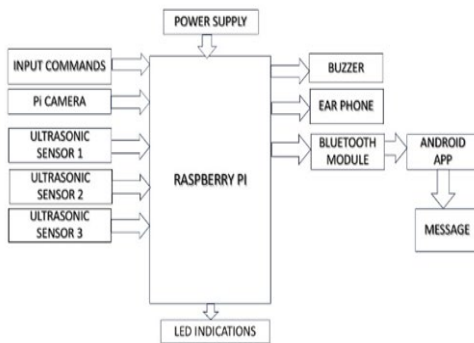 POWER SUPPLY
INPUT COMMANDS
Pi CAMERA
ULTRASONIC
SENSOR 1
ULTRASONIC
SENSOR 2
ULTRASONIC
SENSOR 3
RASPBERRY PI
BUZZER
EAR PHONE
BLUETOOTH
MODULE
ANDROID
APP
MESSAGE
LED INDICATIONS